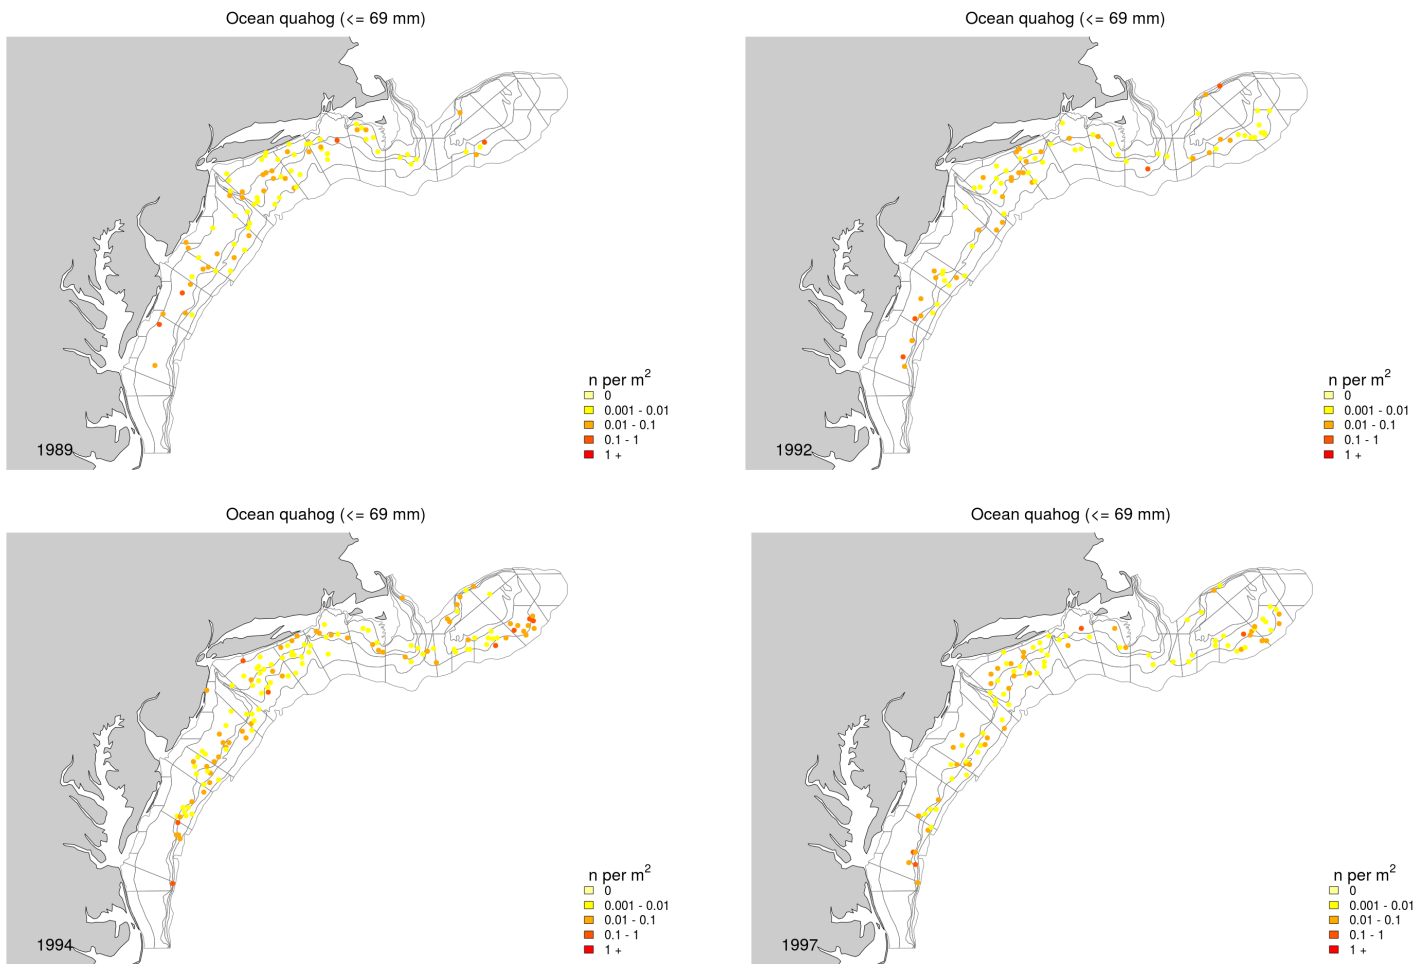 Ocean quahog (<= 69 mm)
n per m²
0
0.001 - 0.01
0.01 - 0.1
0.1 - 1
1 +
1989
Ocean quahog (<= 69 mm)
n per m²
0
0.001 - 0.01
0.01 - 0.1
0.1 - 1
1 +
1992
Ocean quahog (<= 69 mm)
n per m²
0
0.001 - 0.01
0.01 - 0.1
0.1 - 1
1 +
1994
Ocean quahog (<= 69 mm)
n per m²
0
0.001 - 0.01
0.01 - 0.1
0.1 - 1
1 +
1997